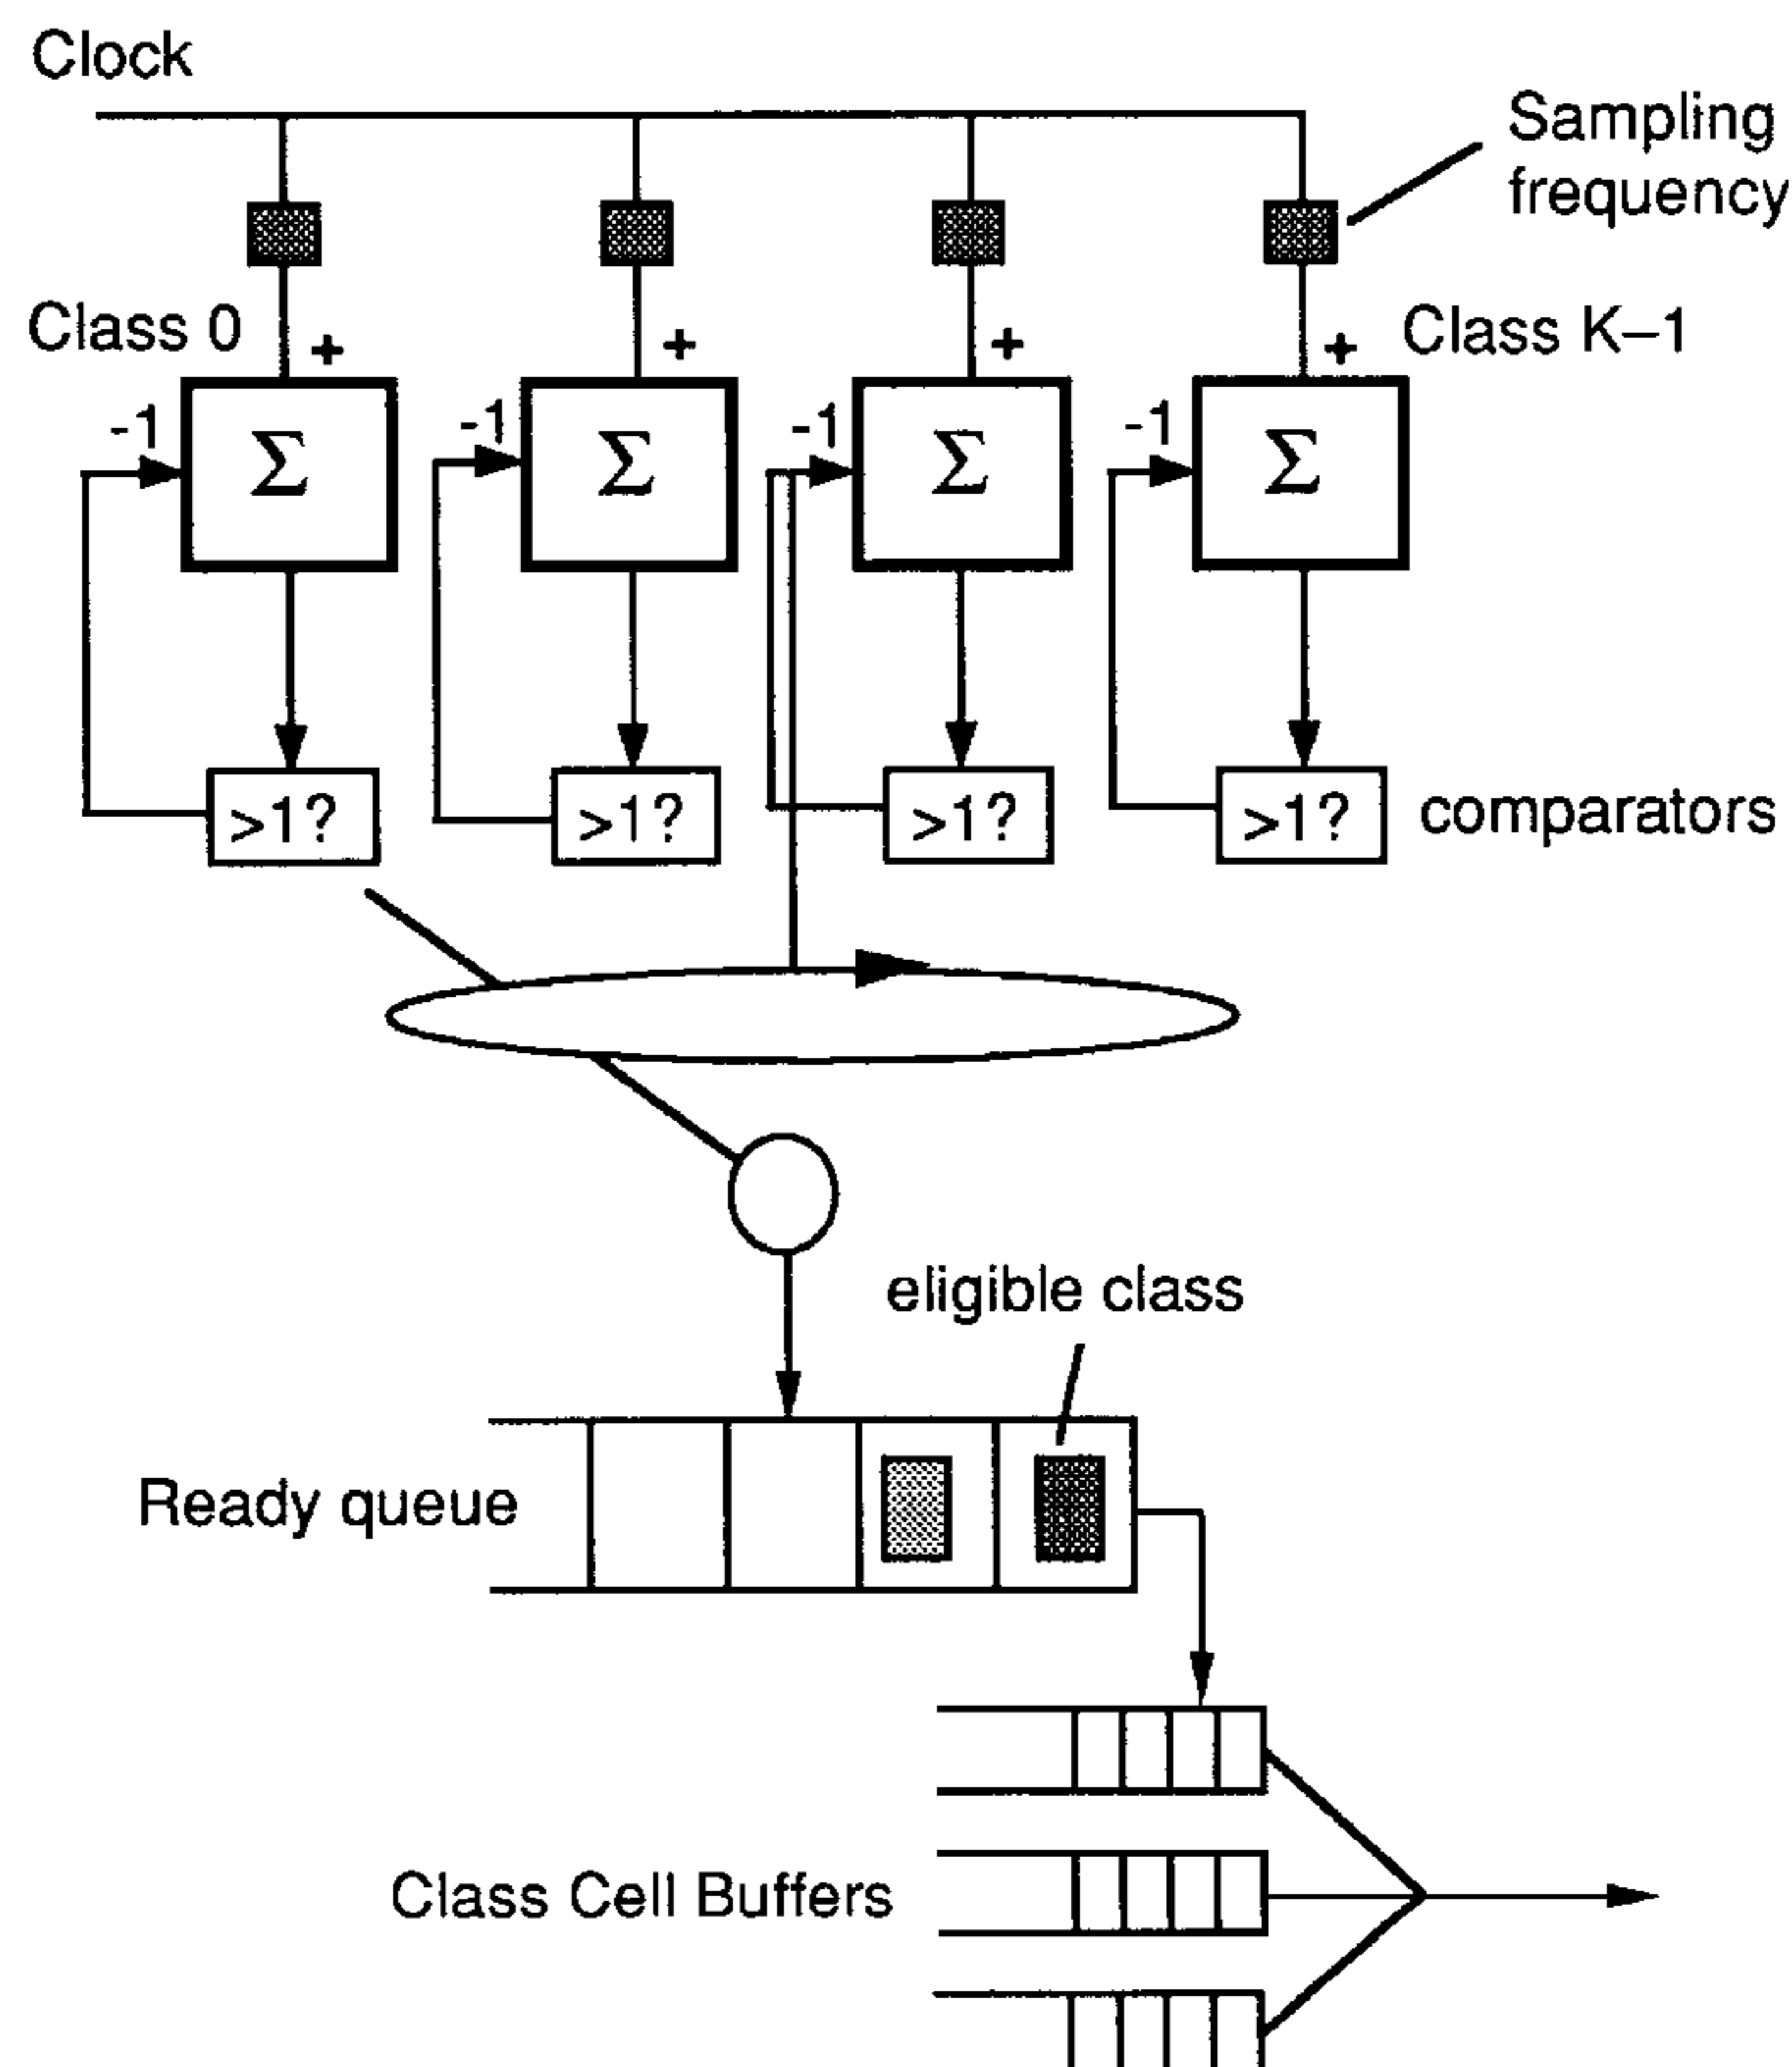 Clock
Sampling
frequency
Class 0
+
+
+
+
Class K–1
-1
-1
-1
-1
Σ
Σ
Σ
Σ
>1?
>1?
>1?
>1?
comparators
eligible class
Ready queue
Class Cell Buffers